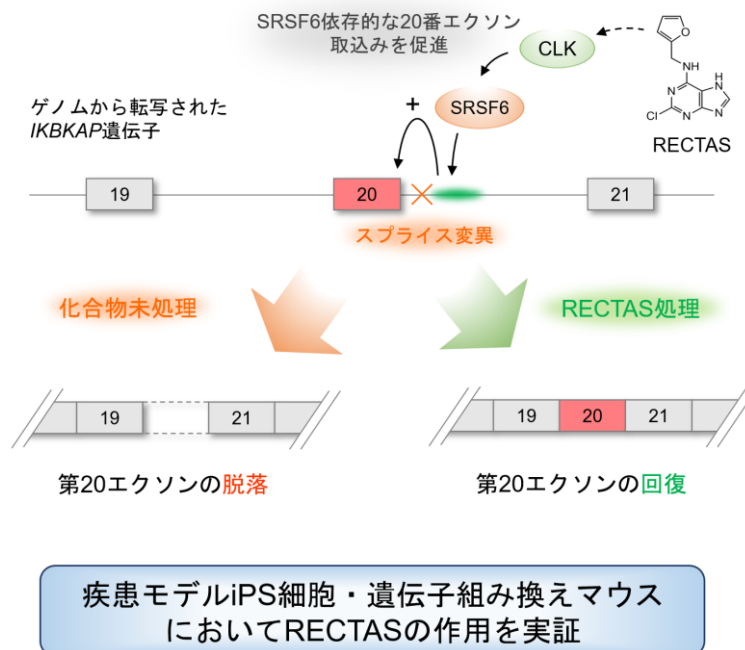 SRSF6依存的な20番エクソン
取込みを促進
CLK
O
NH
H
N
N
N
N
Cl
RECTAS
ゲノムから転写された
IKBKAP遺伝子
+
SRSF6
19
20
21
スプライス変異
化合物未処理
RECTAS処理
19
21
19
20
21
第20エクソンの脱落
第20エクソンの回復
疾患モデルiPS細胞・遺伝子組み換えマウス
においてRECTASの作用を実証